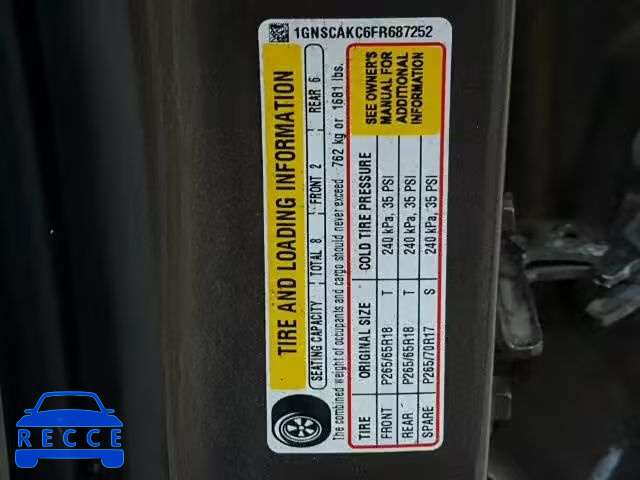 1GNSCAKC6FR687252
TIRE AND LOADING INFORMATION
SEATING CAPACITY TOTAL 8 FRONT 2 REAR 6
The combined weight of occupants and cargo should never exceed 762 kg or 1681 lbs.
TIRE ORIGINAL SIZE COLD TIRE PRESSURE
FRONT P265/65R18 T 240 kPa, 35 PSI
REAR P265/65R18 T 240 kPa, 35 PSI
SPARE P265/70R17 S 240 kPa, 35 PSI
SEE OWNER'S
MANUAL FOR
ADDITIONAL
INFORMATION
RECCE